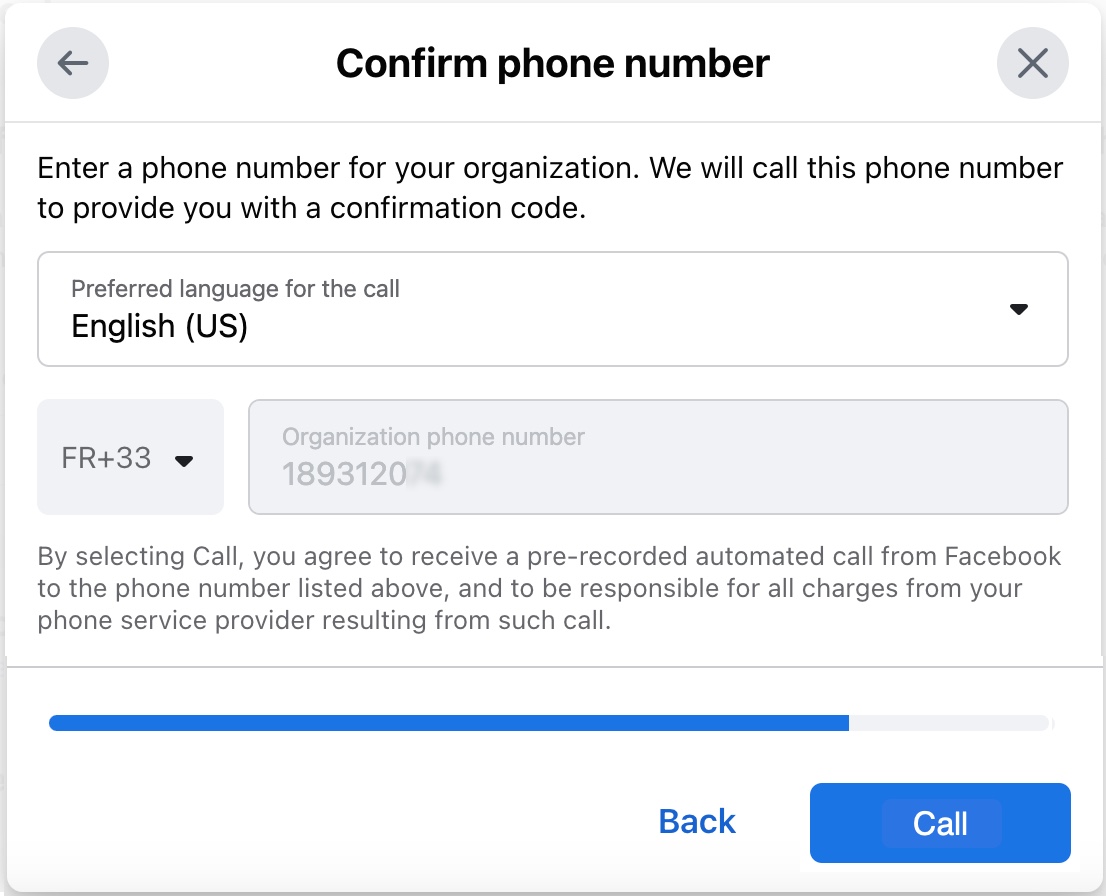 Confirm phone number
Enter a phone number for your organization. We will call this phone number
to provide you with a confirmation code.
Preferred language for the call
English (US)
FR+33
Organization phone number
1893120
By selecting Call, you agree to receive a pre-recorded automated call from Facebook
to the phone number listed above, and to be responsible for all charges from your
phone service provider resulting from such call.
Back
Call